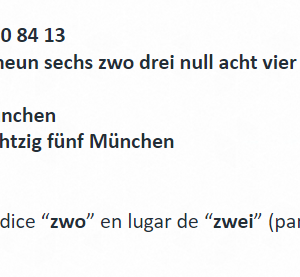 0 84 13
neun sechs zwo drei null acht vier
nchen
htzig fünf München
dice “zwo” en lugar de “zwei” (par